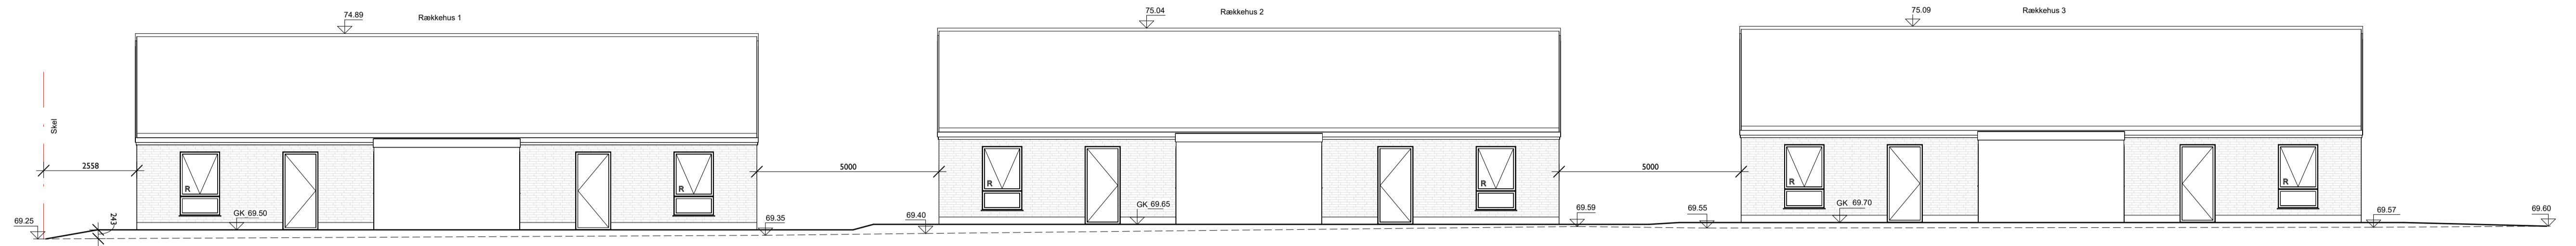 74.89
Rækkehus 1
75.04
Rækkehus 2
75.09
Rækkehus 3
Skel
2558
5000
5000
R
R
R
R
R
R
69.25
243
GK 69.50
69.35
69.40
GK 69.65
69.59
69.55
GK 69.70
69.57
69.60